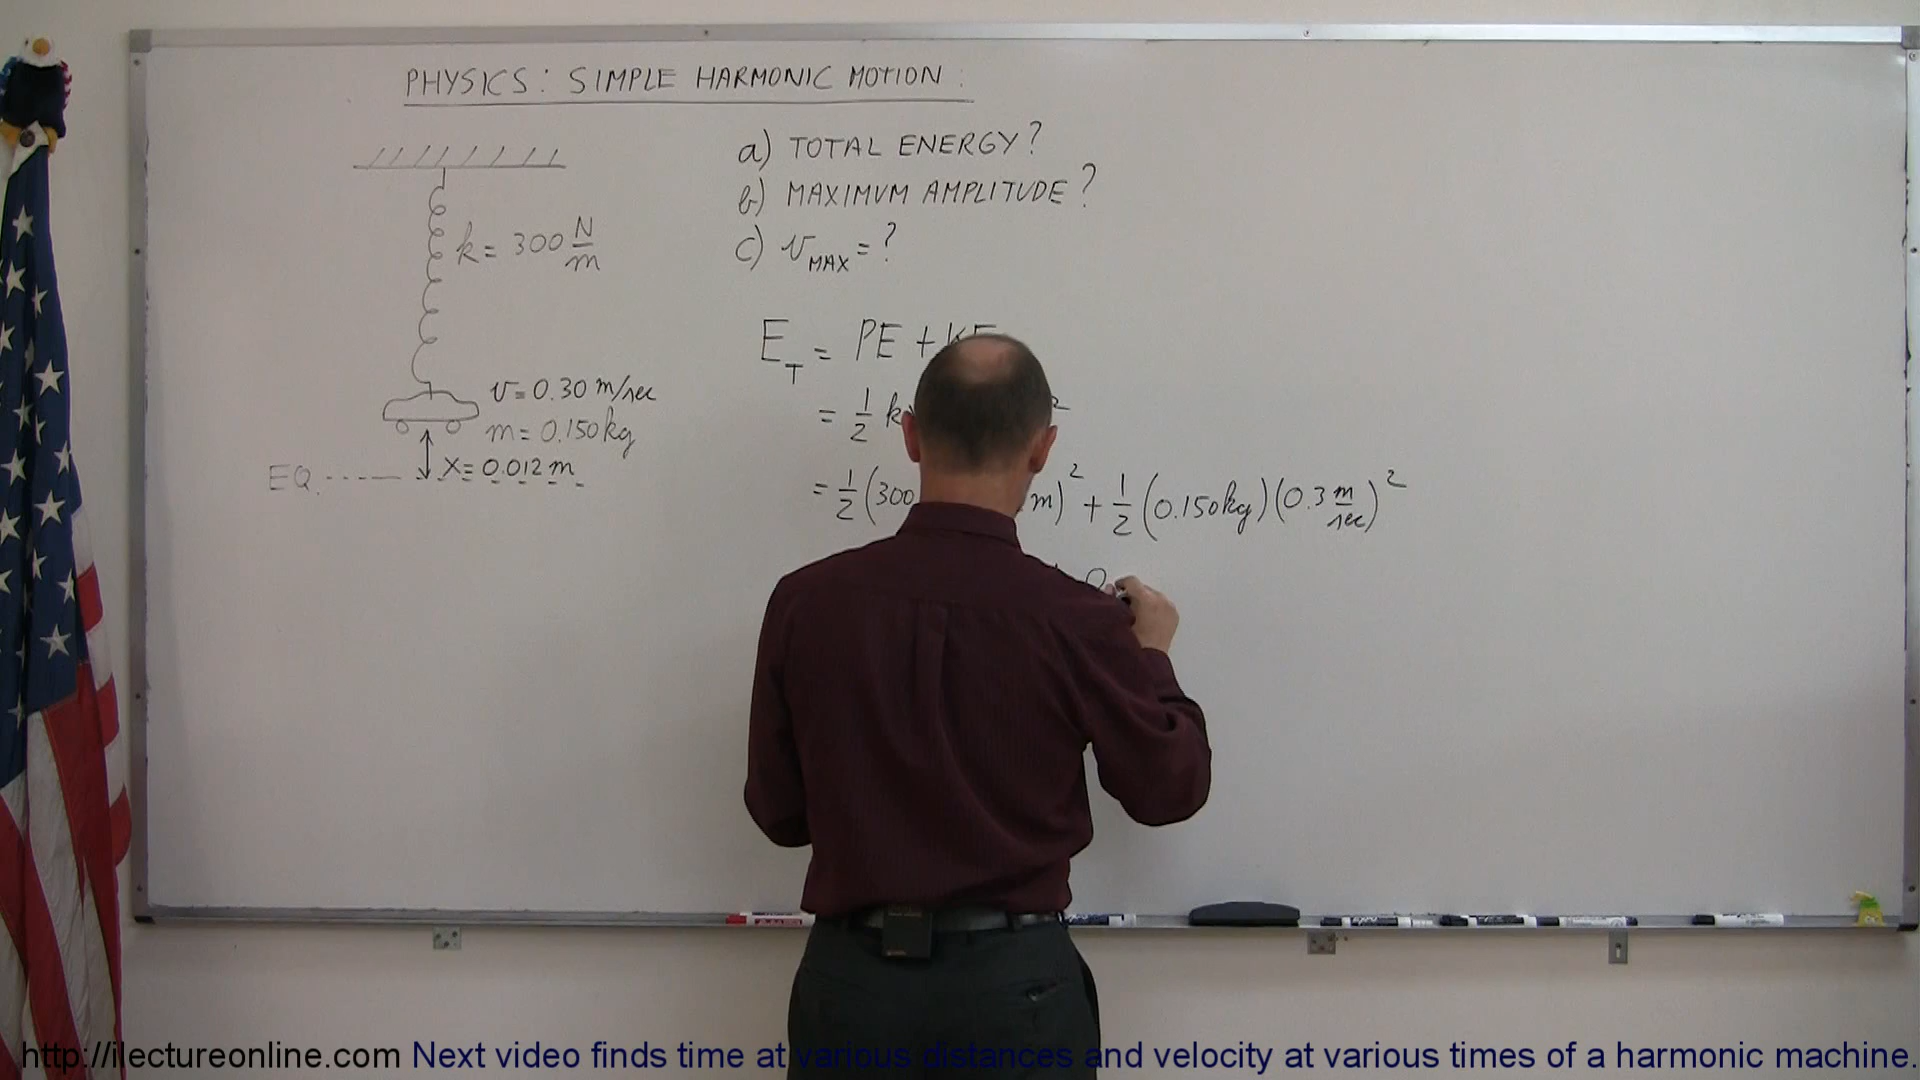 PHYSICS: SIMPLE HARMONIC MOTION:
a) TOTAL ENERGY?
b) MAXIMUM AMPLITUDE?
c) v MAX = ?
k = 300 N/m
E T = PE + KE
v = 0.30 m/sec
m = 0.150 kg
EQ. X = 0.012 m
= 1/2 k
= 1/2 (300 m)² + 1/2 (0.150 kg)(0.3 m/sec)²
http://ilectureonline.com Next video finds time at various distances and velocity at various times of a harmonic machine.